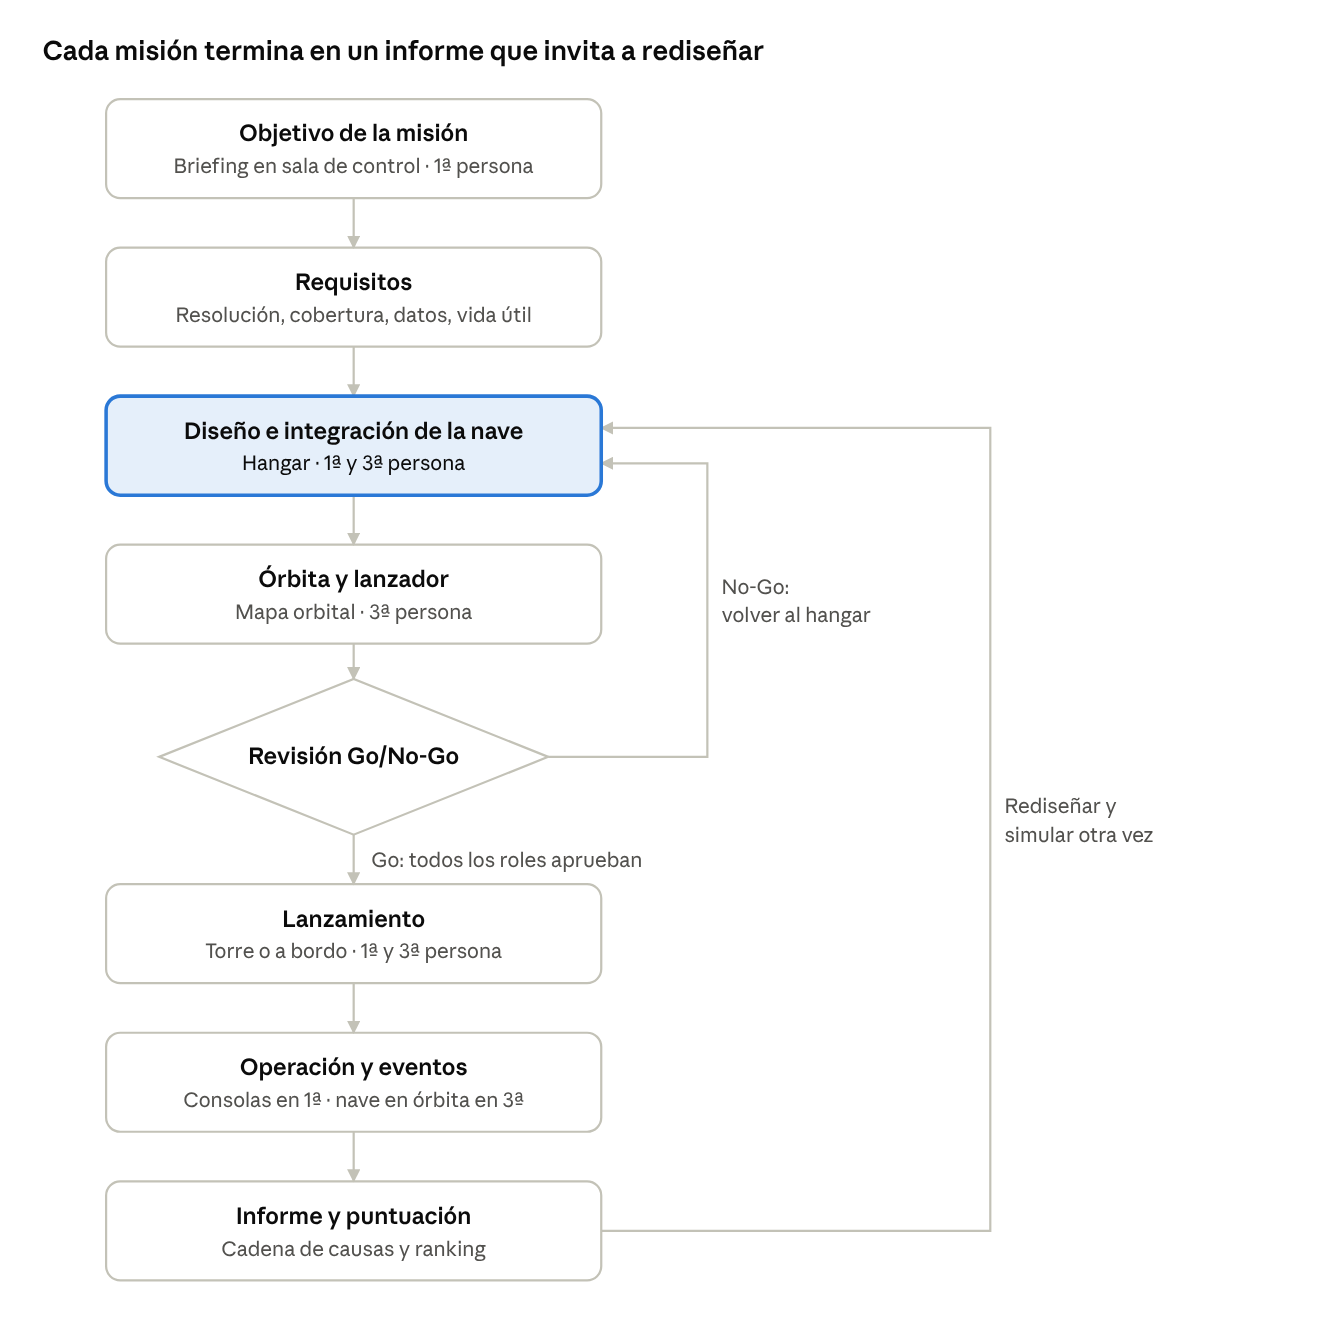 Cada misión termina en un informe que invita a rediseñar
Objetivo de la misión
Briefing en sala de control · 1ª persona
Requisitos
Resolución, cobertura, datos, vida útil
Diseño e integración de la nave
Hangar · 1ª y 3ª persona
Órbita y lanzador
Mapa orbital · 3ª persona
No-Go:
volver al hangar
Revisión Go/No-Go
Rediseñar y
simular otra vez
Go: todos los roles aprueban
Lanzamiento
Torre o a bordo · 1ª y 3ª persona
Operación y eventos
Consolas en 1ª · nave en órbita en 3ª
Informe y puntuación
Cadena de causas y ranking